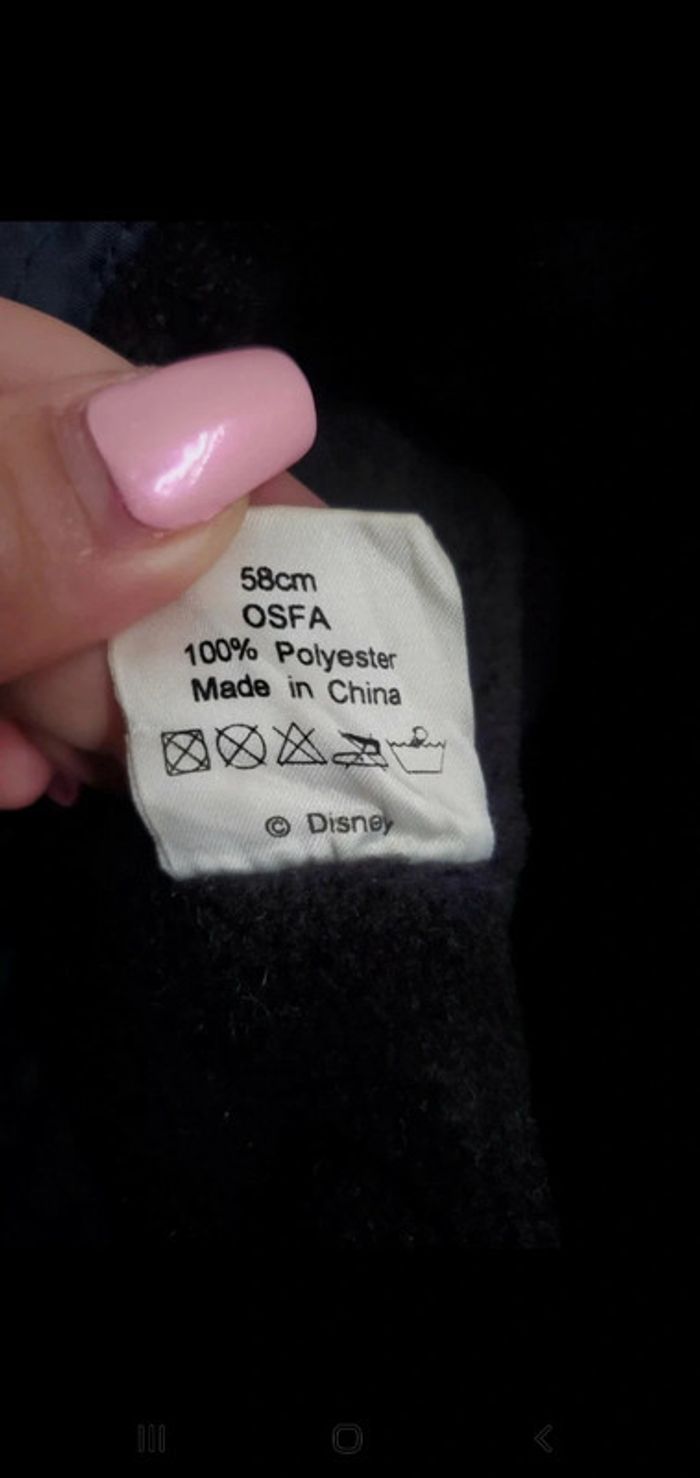 58cm
OSFA
100% Polyester
Made in China
© Disney